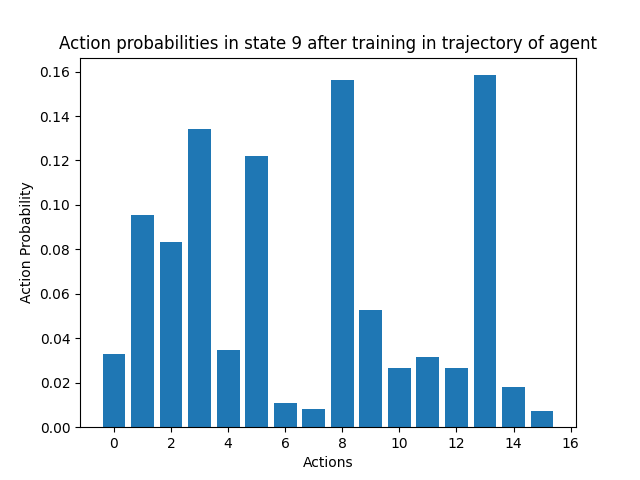 Action probabilities in state 9 after training in trajectory of agent
0.16
0.14
0.12
0.10
0.08
0.06
0.04
0.02
0.00
Action Probability
0 2 4 6 8 10 12 14 16
Actions